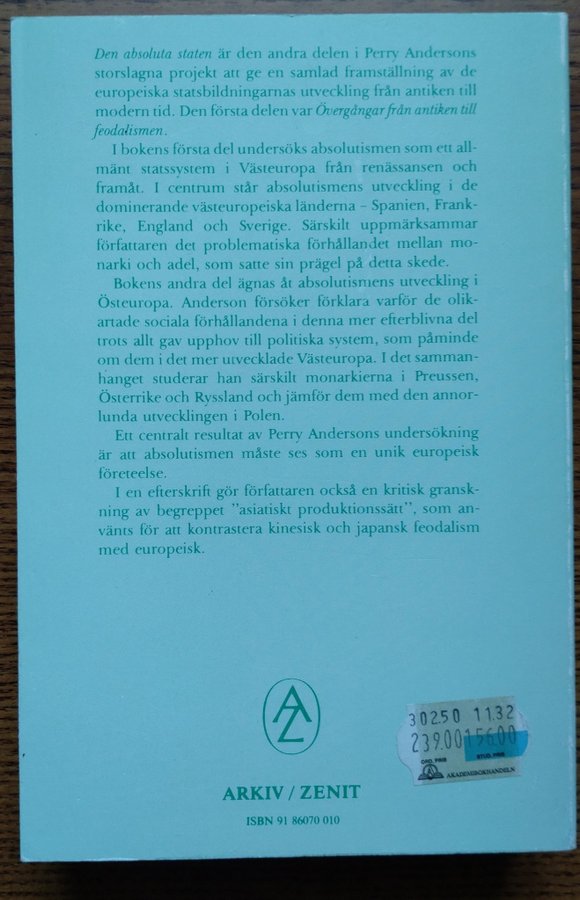 Den absoluta staten är den andra delen i Perry Andersons
storslagna projekt att ge en samlad framställning av de
europeiska statsbildningarnas utveckling från antiken till
modern tid. Den första delen var Övergångar från antiken till
feodalismen.
I bokens första del undersöks absolutismen som ett all-
mänt statssystem i Västeuropa från renässansen och
framåt. I centrum står absolutismens utveckling i de
dominerande västeuropeiska länderna – Spanien, Frank-
rike, England och Sverige. Särskilt uppmärksammar
författaren det problematiska förhållandet mellan mo-
narki och adel, som satte sin prägel på detta skede.
Bokens andra del ägnas åt absolutismens utveckling i
Östeuropa. Anderson försöker förklara varför de olik-
artade sociala förhållandena i denna mer efterblivna del
trots allt gav upphov till politiska system, som påminde
om dem i det mer utvecklade Västeuropa. I det samman-
hanget studerar han särskilt monarkierna i Preussen,
Österrike och Ryssland och jämför dem med den annor-
lunda utvecklingen i Polen.
Ett centralt resultat av Perry Andersons undersökning
är att absolutismen måste ses som en unik europeisk
företeelse.
I en efterskrift gör författaren också en kritisk gransk-
ning av begreppet "asiatiskt produktionssätt", som an-
vänts för att kontrastera kinesisk och japansk feodalism
med europeisk.
AZ
302.50 11.32
239.00 156.00
ORD. PRIS STUD. PRIS
AKADEMIBOKHANDELN
ARKIV / ZENIT
ISBN 91 86070 010